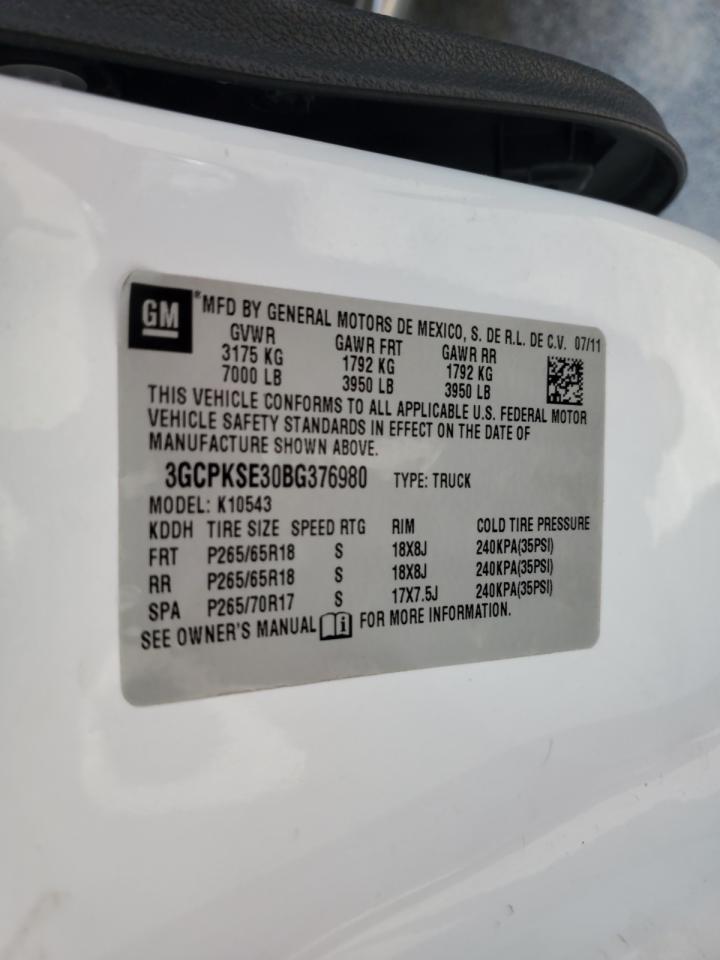 GM *MFD BY GENERAL MOTORS DE MEXICO, S. DE R.L. DE C.V. 07/11
GVWR GAWR FRT GAWR RR
3175 KG 1792 KG 1792 KG
7000 LB 3950 LB 3950 LB
THIS VEHICLE CONFORMS TO ALL APPLICABLE U.S. FEDERAL MOTOR
VEHICLE SAFETY STANDARDS IN EFFECT ON THE DATE OF
MANUFACTURE SHOWN ABOVE.
3GCPKSE30BG376980 TYPE: TRUCK
MODEL: K10543
KDDH TIRE SIZE SPEED RTG RIM COLD TIRE PRESSURE
FRT P265/65R18 S 18X8J 240KPA(35PSI)
RR P265/65R18 S 18X8J 240KPA(35PSI)
SPA P265/70R17 S 17X7.5J 240KPA(35PSI)
SEE OWNER'S MANUAL i FOR MORE INFORMATION.